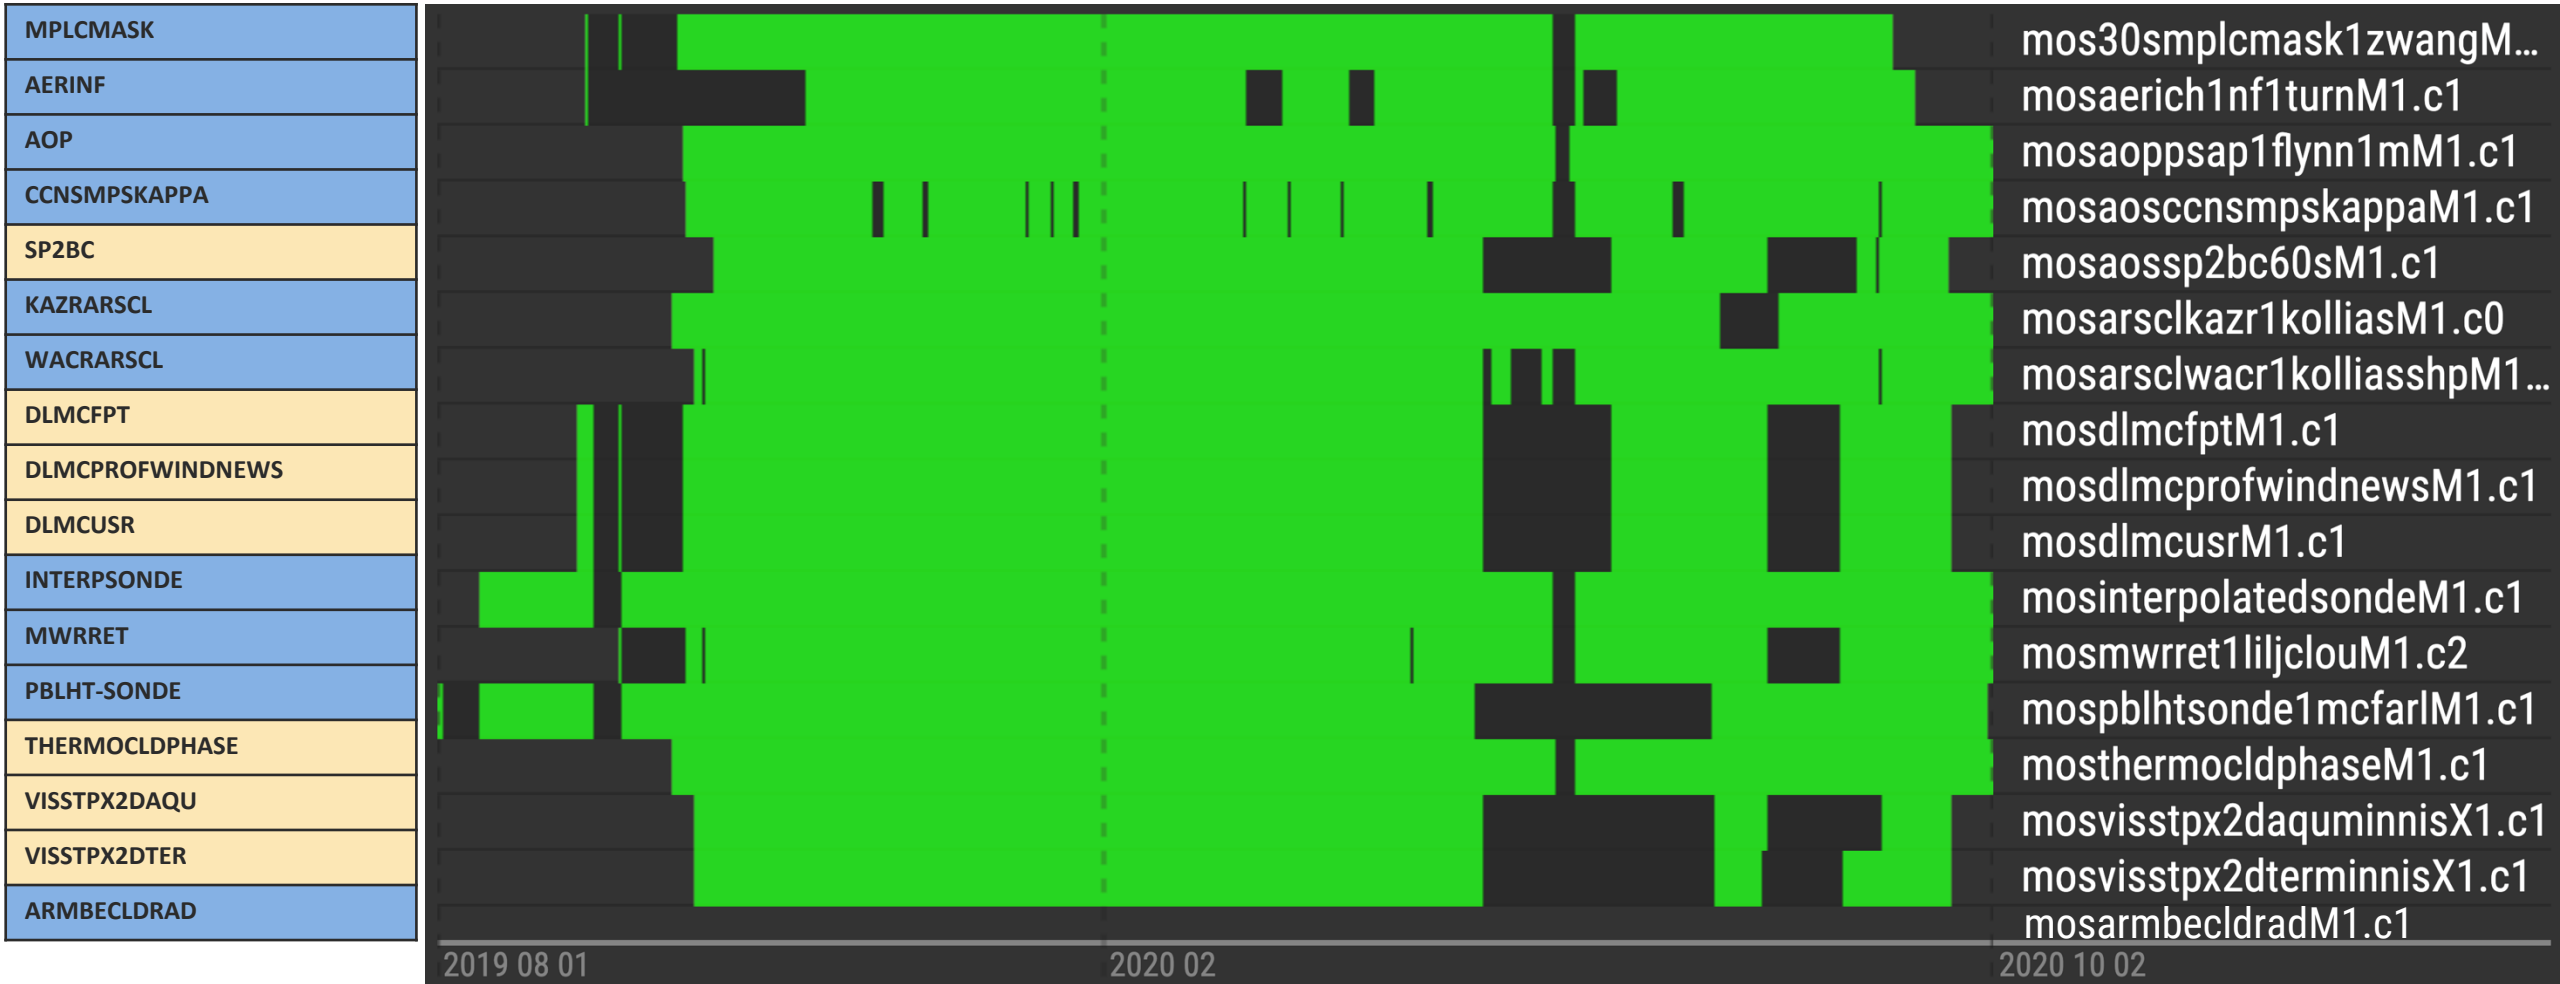 MPLCMASK
AERINF
AOP
CCNSMPSKAPPA
SP2BC
KAZRARSCL
WACRARSCL
DLMCFPT
DLMCPROFWINDNEWS
DLMCUSR
INTERPSONDE
MWRRET
PBLHT-SONDE
THERMOCLDPHASE
VISSTPX2DAQU
VISSTPX2DTER
ARMBECLDRAD
mos30smplcmask1zwangM...
mosaerich1nf1turnM1.c1
mosaoppsap1flynn1mM1.c1
mosaosccnsmpskappaM1.c1
mosaossp2bc60sM1.c1
mosarsclkazr1kolliasM1.c0
mosarsclwacr1kolliasshpM1...
mosdlmcfptM1.c1
mosdlmcprofwindnewsM1.c1
mosdlmcusrM1.c1
mosinterpolatedsondeM1.c1
mosmwrret1liljclouM1.c2
mospblhtsonde1mcfarlM1.c1
mosthermocldphaseM1.c1
mosvisstpx2daquminnisX1.c1
mosvisstpx2dterminnisX1.c1
mosarmbecldradM1.c1
2019 08 01
2020 02
2020 10 02